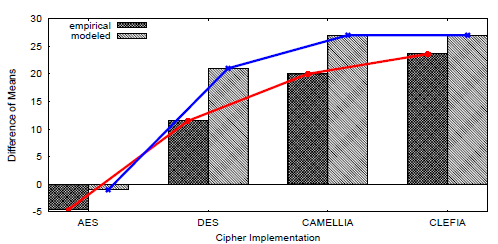 30
25
20
15
10
5
0
-5
Difference of Means
empirical
modeled
AES DES CAMELLIA CLEFIA
Cipher Implementation